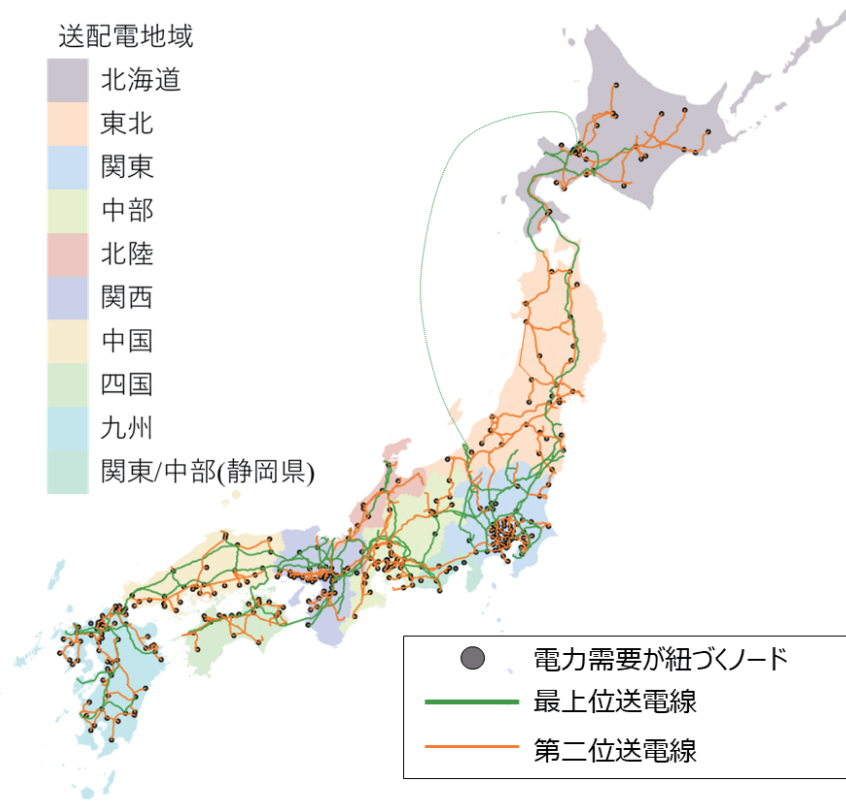 送配電地域
北海道
東北
関東
中部
北陸
関西
中国
四国
九州
関東/中部(静岡県)
電力需要が紐づくノード
最上位送電線
第二位送電線